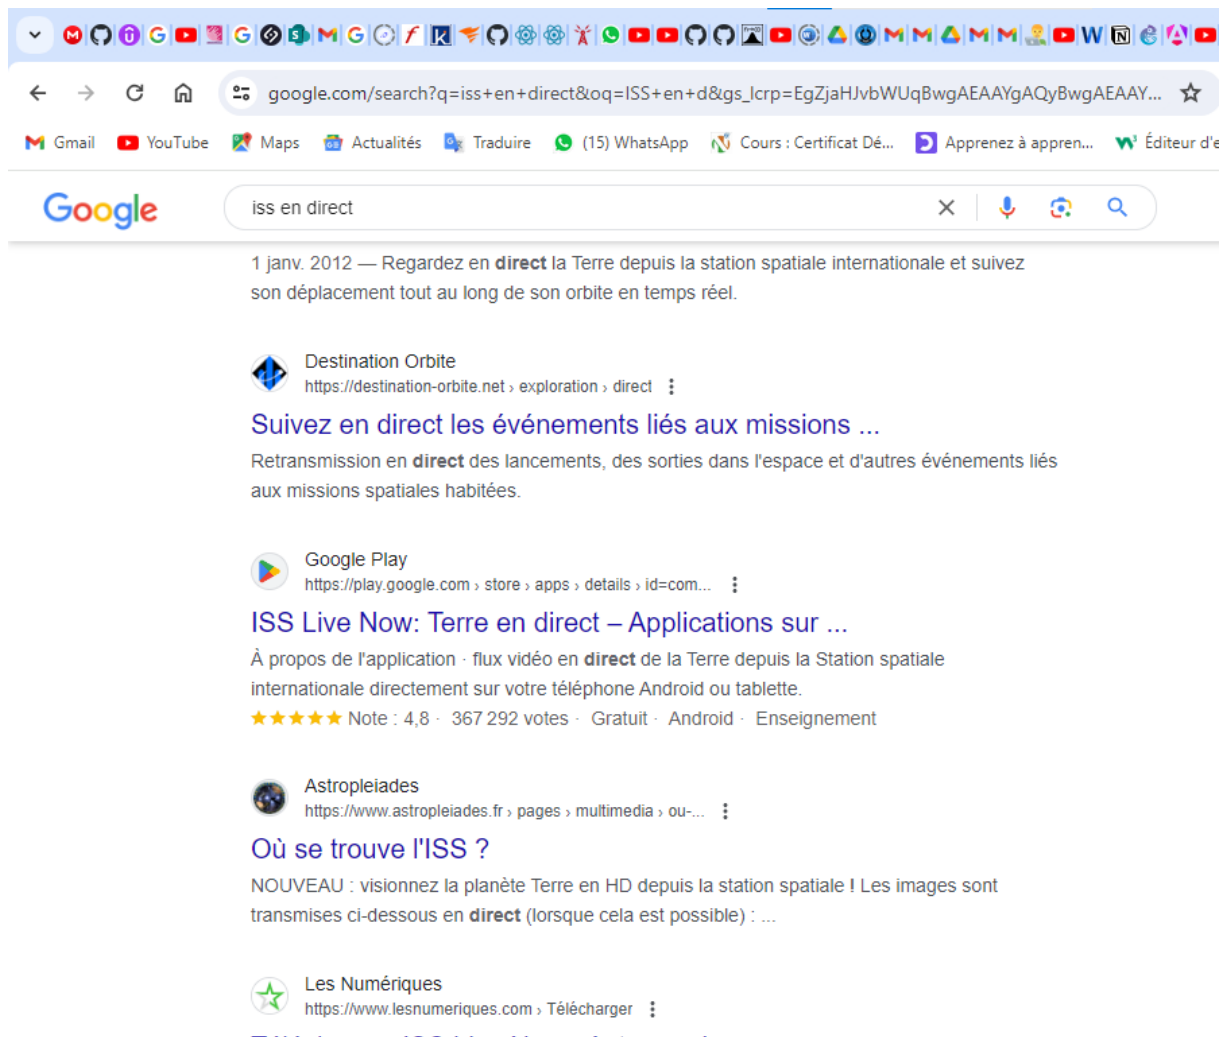 google.com/search?q=iss+en+direct&oq=ISS+en+d&gs_lcrp=EgZjaHJvbWUqBwgAEAAYgAQyBwgAEAAY...
Gmail YouTube Maps Actualités Traduire (15) WhatsApp Cours : Certificat Dé... Apprenez à appren... Éditeur d'e
Google iss en direct
1 janv. 2012 — Regardez en direct la Terre depuis la station spatiale internationale et suivez
son déplacement tout au long de son orbite en temps réel.
Destination Orbite
https://destination-orbite.net › exploration › direct
Suivez en direct les événements liés aux missions ...
Retransmission en direct des lancements, des sorties dans l'espace et d'autres événements liés
aux missions spatiales habitées.
Google Play
https://play.google.com › store › apps › details › id=com...
ISS Live Now: Terre en direct – Applications sur ...
À propos de l'application · flux vidéo en direct de la Terre depuis la Station spatiale
internationale directement sur votre téléphone Android ou tablette.
Note : 4,8 · 367 292 votes · Gratuit · Android · Enseignement
Astropleiades
https://www.astropleiades.fr › pages › multimedia › ou-...
Où se trouve l'ISS ?
NOUVEAU : visionnez la planète Terre en HD depuis la station spatiale ! Les images sont
transmises ci-dessous en direct (lorsque cela est possible) : ...
Les Numériques
https://www.lesnumeriques.com › Télécharger